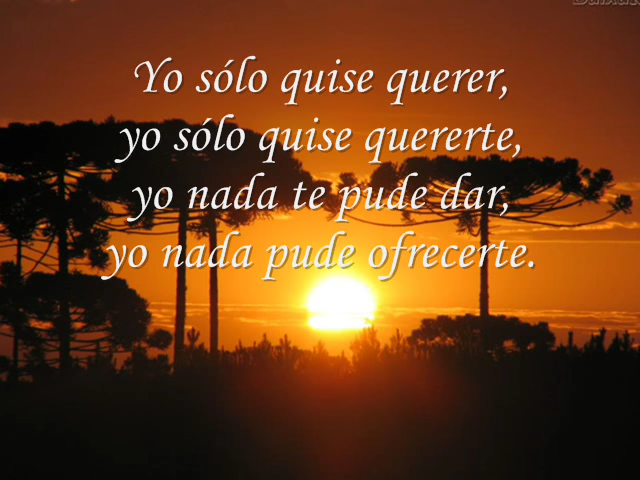 Yo sólo quise querer,
yo sólo quise quererte,
yo nada te pude dar,
yo nada pude ofrecerte.